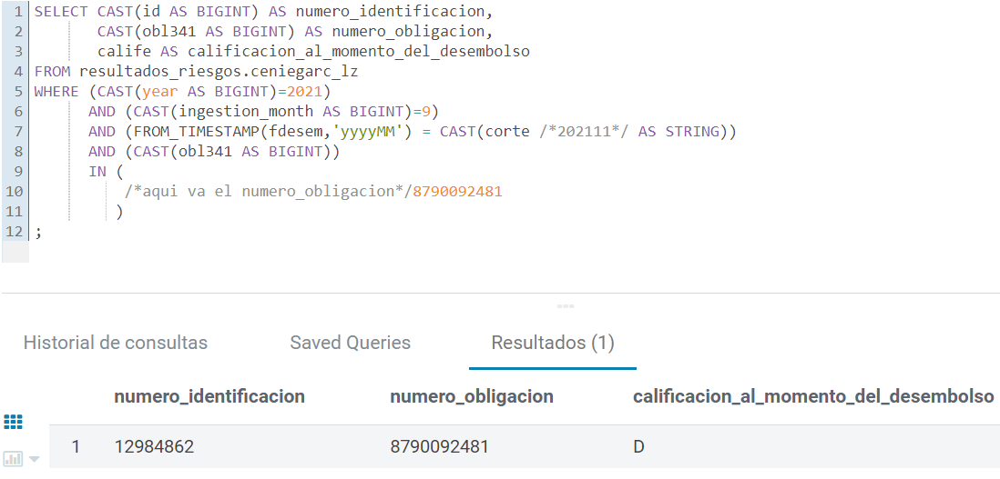 1 SELECT CAST(id AS BIGINT) AS numero_identificacion,
2 CAST(obl341 AS BIGINT) AS numero_obligacion,
3 calife AS calificacion_al_momento_del_desembolso
4 FROM resultados_riesgos.ceniegarc_lz
5 WHERE (CAST(year AS BIGINT)=2021)
6 AND (CAST(ingestion_month AS BIGINT)=9)
7 AND (FROM_TIMESTAMP(fdesem,'yyyyMM') = CAST(corte /*202111*/ AS STRING))
8 AND (CAST(obl341 AS BIGINT))
9 IN (
10 /*aqui va el numero_obligacion*/8790092481
11 )
12 ;
Historial de consultas Saved Queries Resultados (1)
numero_identificacion numero_obligacion calificacion_al_momento_del_desembolso
1 12984862 8790092481 D